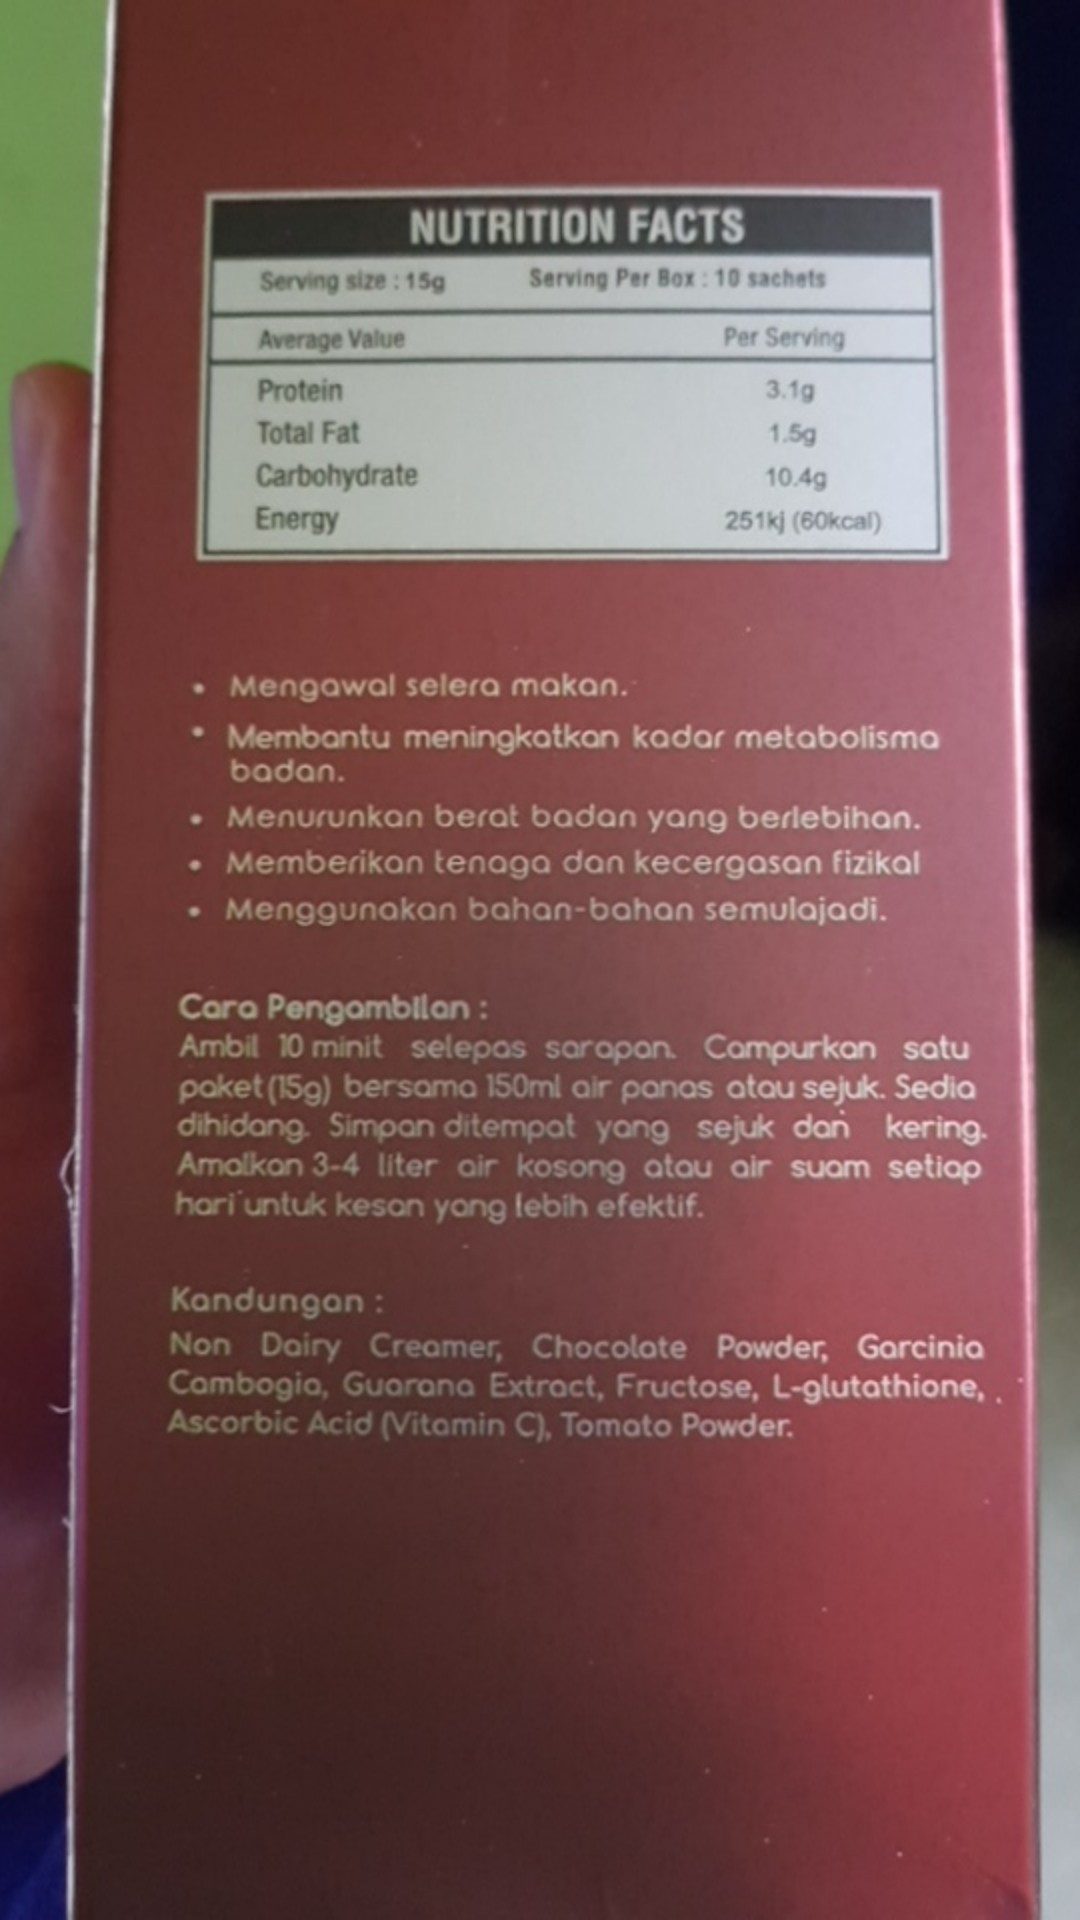 NUTRITION FACTS
Serving size : 15g Serving Per Box : 10 sachets
Average Value Per Serving
Protein 3.1g
Total Fat 1.5g
Carbohydrate 10.4g
Energy 251kj (60kcal)
• Mengawal selera makan.
• Membantu meningkatkan kadar metabolisma
badan.
• Menurunkan berat badan yang berlebihan.
• Memberikan tenaga dan kecergasan fizikal
• Menggunakan bahan-bahan semulajadi.
Cara Pengambilan :
Ambil 10 minit selepas sarapan. Campurkan satu
paket (15g) bersama 150ml air panas atau sejuk. Sedia
dihidang. Simpan ditempat yang sejuk dan kering.
Amalkan 3-4 liter air kosong atau air suam setiap
hari untuk kesan yang lebih efektif.
Kandungan :
Non Dairy Creamer, Chocolate Powder, Garcinia
Cambogia, Guarana Extract, Fructose, L-glutathione, .
Ascorbic Acid (Vitamin C), Tomato Powder.